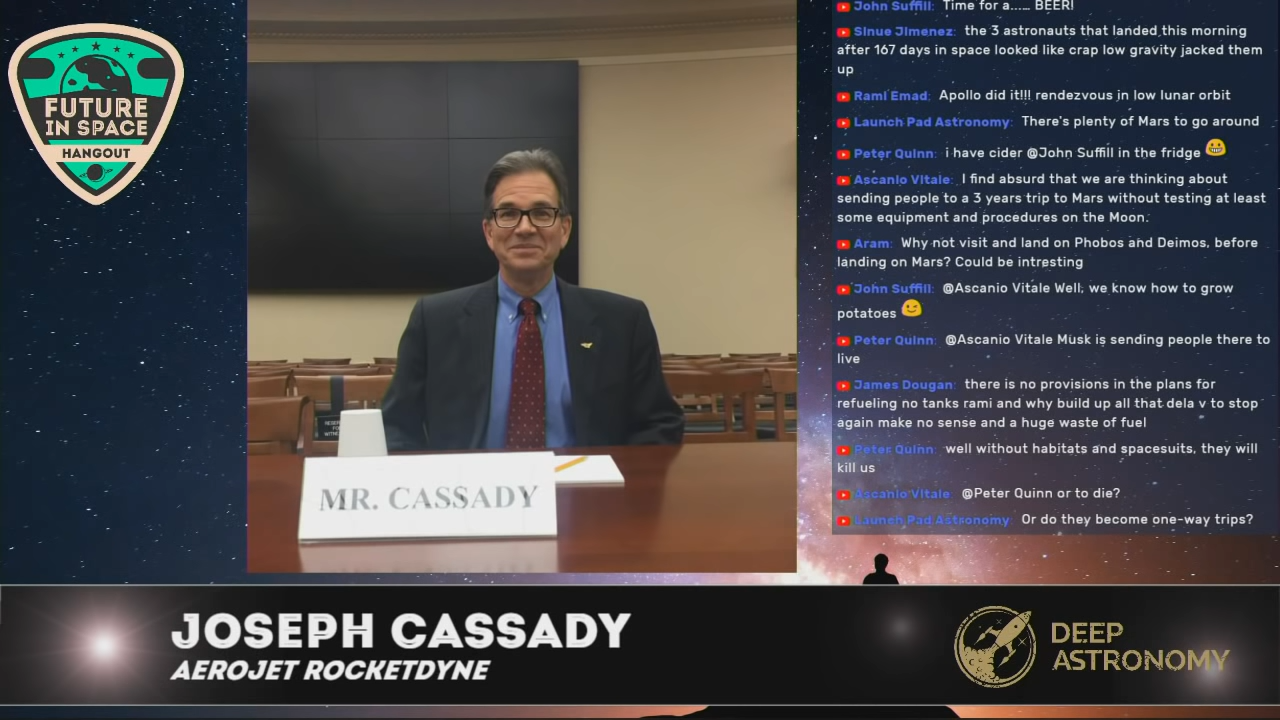 FUTURE
IN SPACE
HANGOUT
MR. CASSADY
John Suffill: Time for a...... BEER!
Sinue Jimenez: the 3 astronauts that landed this morning
after 167 days in space looked like crap low gravity jacked them
up
Rami Emad: Apollo did it!!! rendezvous in low lunar orbit
Launch Pad Astronomy: There's plenty of Mars to go around
Peter Quinn: i have cider @John Suffill in the fridge 😀
Ascanio Vitale: I find absurd that we are thinking about
sending people to a 3 years trip to Mars without testing at least
some equipment and procedures on the Moon.
Aram: Why not visit and land on Phobos and Deimos, before
landing on Mars? Could be intresting
John Suffill: @Ascanio Vitale Well, we know how to grow
potatoes 😉
Peter Quinn: @Ascanio Vitale Musk is sending people there to
live
James Dougan: there is no provisions in the plans for
refueling no tanks rami and why build up all that dela v to stop
again make no sense and a huge waste of fuel
Peter Quinn: well without habitats and spacesuits, they will
kill us
Ascanio Vitale: @Peter Quinn or to die?
Launch Pad Astronomy: Or do they become one-way trips?
JOSEPH CASSADY
AEROJET ROCKETDYNE
DEEP
ASTRONOMY